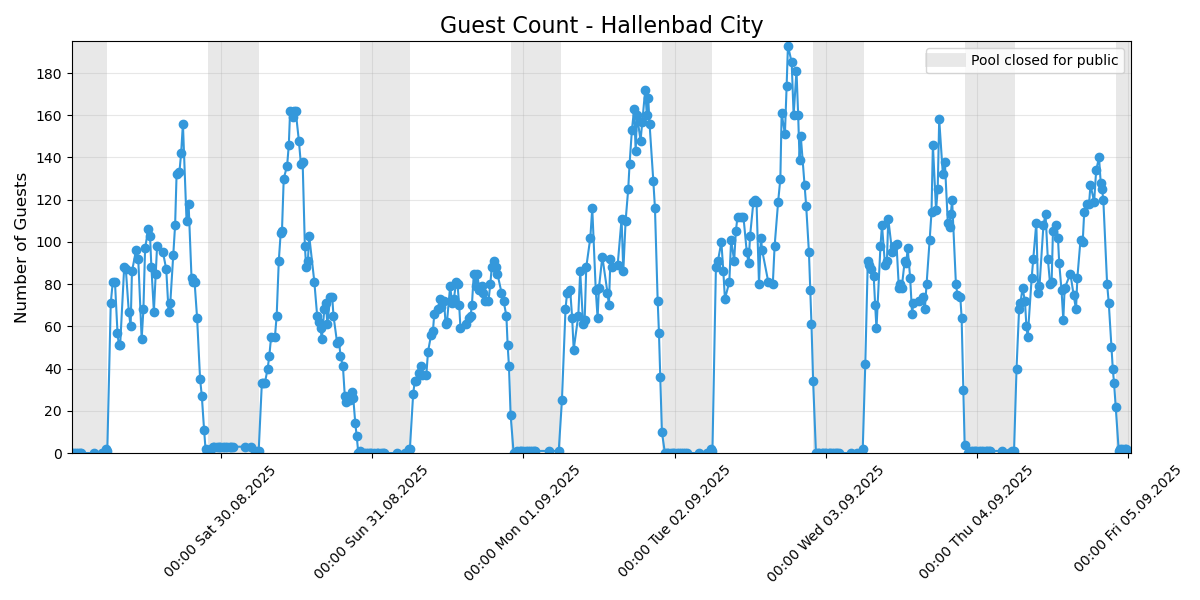 Guest Count - Hallenbad City
Pool closed for public
Number of Guests
180
160
140
120
100
80
60
40
20
0
00:00 Sat 30.08.2025
00:00 Sun 31.08.2025
00:00 Mon 01.09.2025
00:00 Tue 02.09.2025
00:00 Wed 03.09.2025
00:00 Thu 04.09.2025
00:00 Fri 05.09.2025